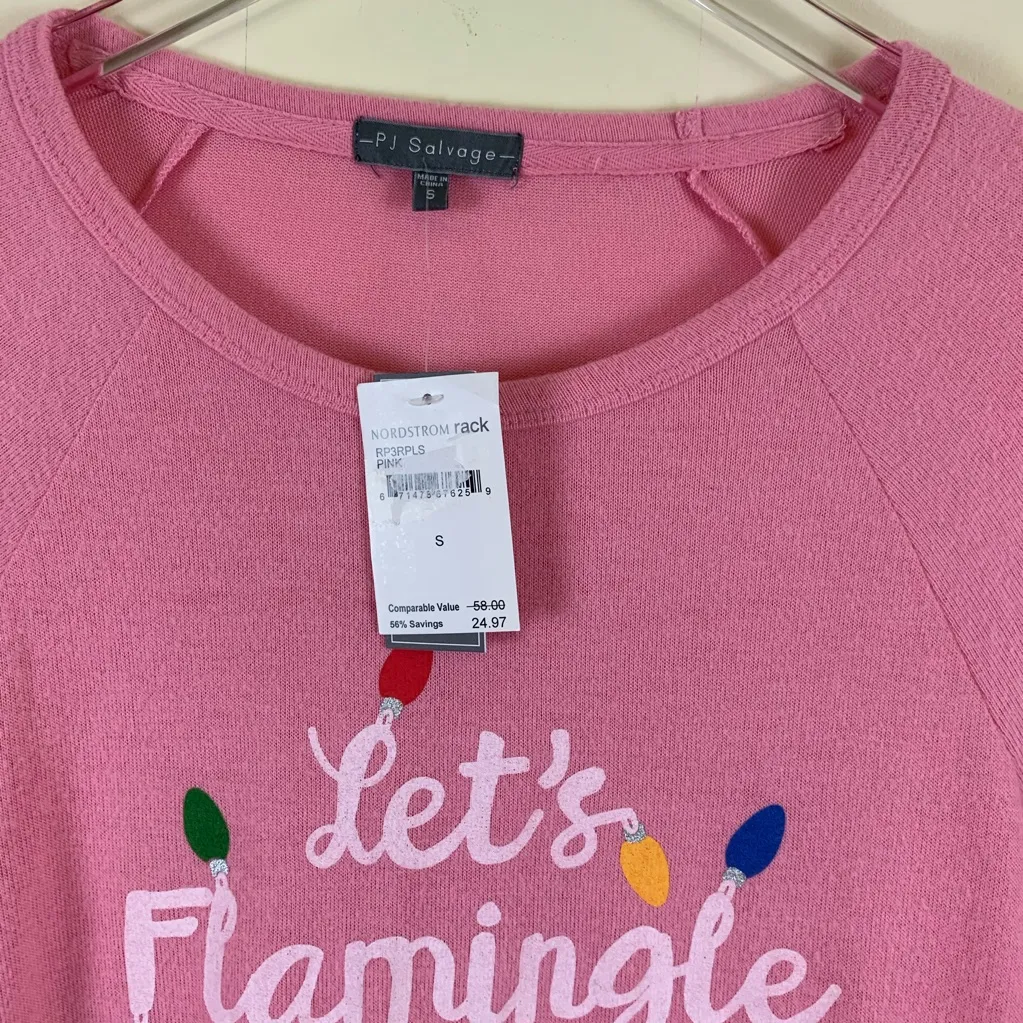 —PJ Salvage—
MADE IN
CHINA
S
NORDSTROM rack
RP3RPLS
PINK
S
Comparable Value 58.00
56% Savings 24.97
Let's
Flamingle